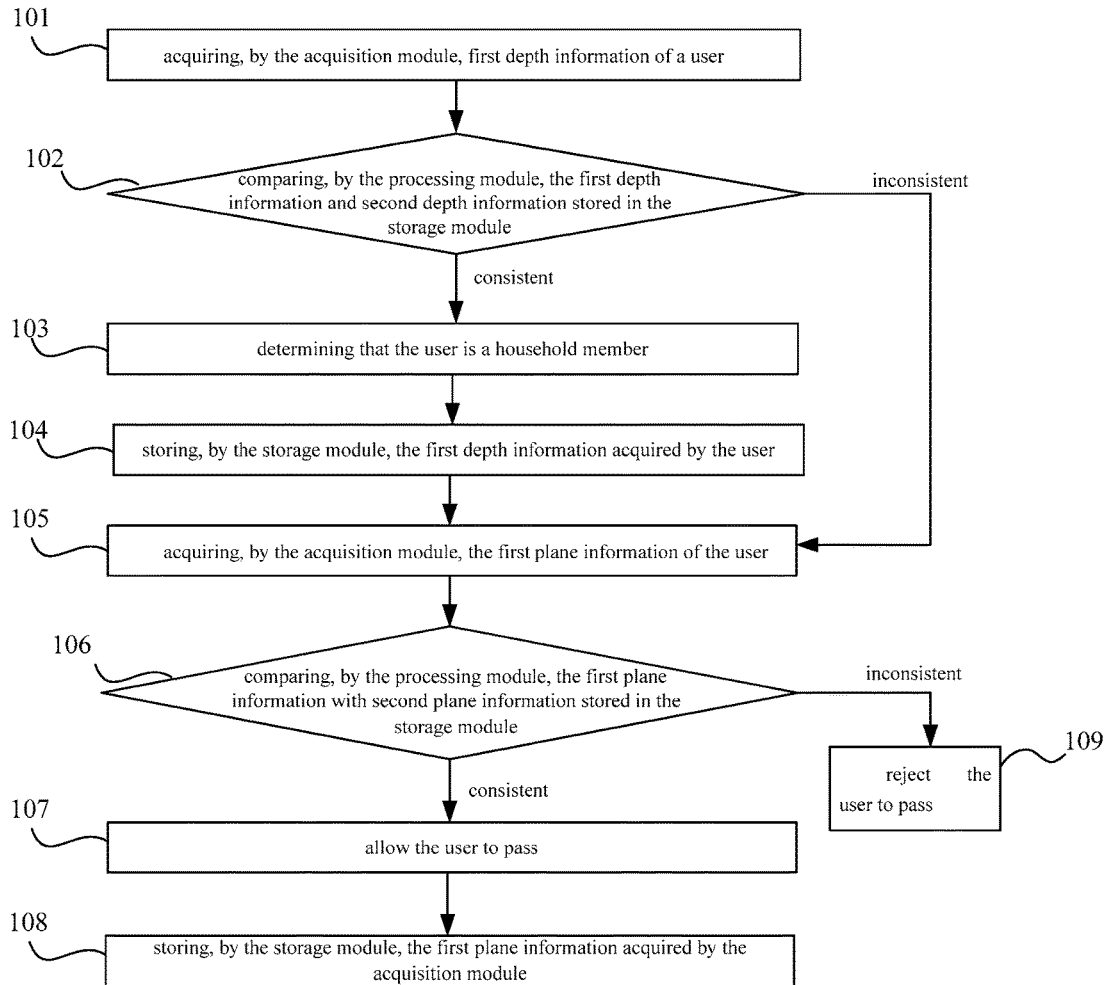 101
acquiring, by the acquisition module, first depth information of a user
102
comparing, by the processing module, the first depth
information and second depth information stored in the
storage module
inconsistent
consistent
103
determining that the user is a household member
104
storing, by the storage module, the first depth information acquired by the user
105
acquiring, by the acquisition module, the first plane information of the user
106
comparing, by the processing module, the first plane
information with second plane information stored in the
storage module
inconsistent
109
reject the
user to pass
consistent
107
allow the user to pass
108
storing, by the storage module, the first plane information acquired by the
acquisition module